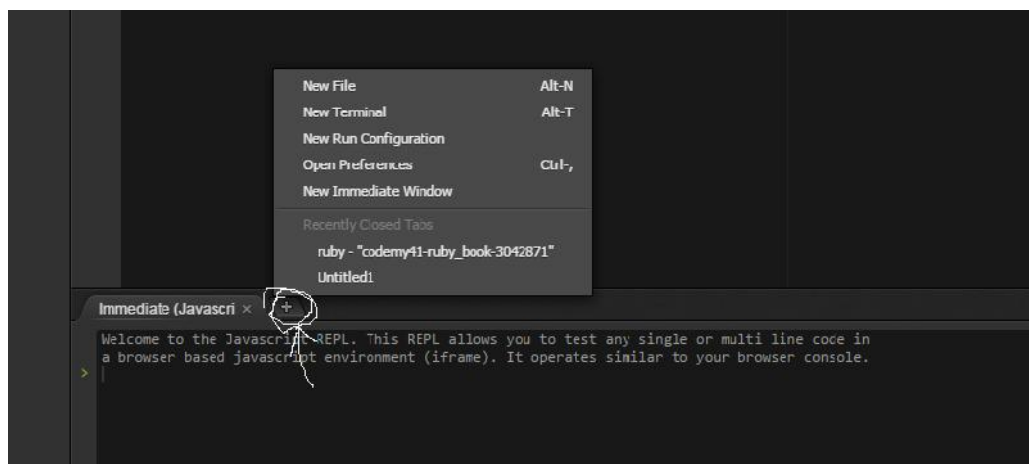 New File Alt-N
New Terminal Alt-T
New Run Configuration
Open Preferences Ctrl-,
New Immediate Window
Recently Closed Tabs
ruby - "codemy41-ruby_book-3042871"
Untitled1
Immediate (Javascri × +
Welcome to the Javascript REPL. This REPL allows you to test any single or multi line code in
a browser based javascript environment (iframe). It operates similar to your browser console.
>